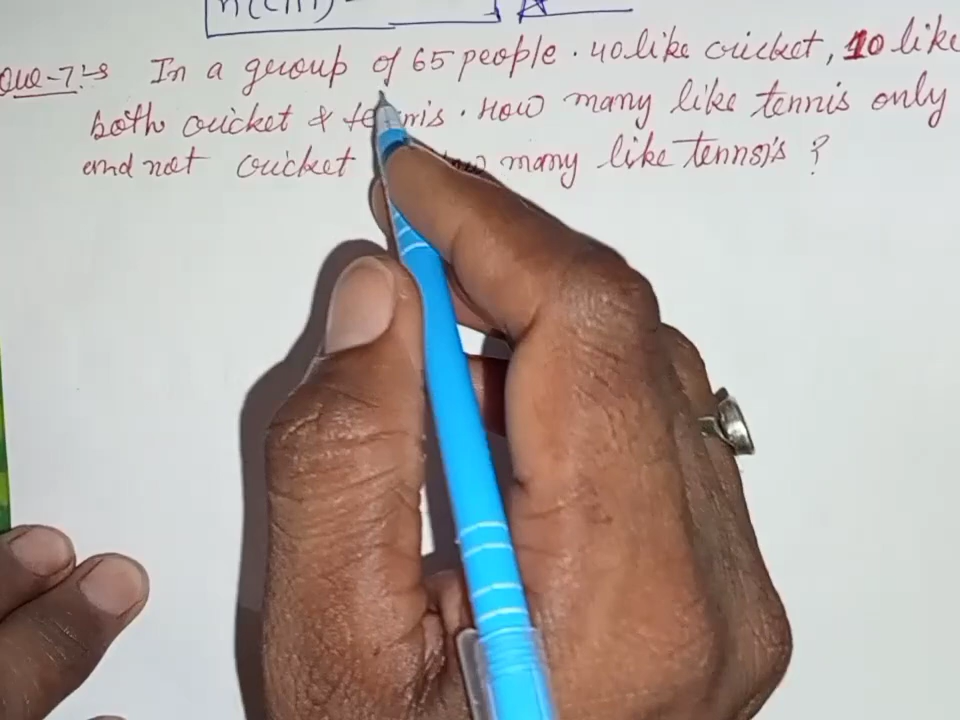 Que-7:-s In a group of 65 people. 40 like cricket, 10 like
both cricket & tennis. How many like tennis only
and not cricket many like tennsis ?